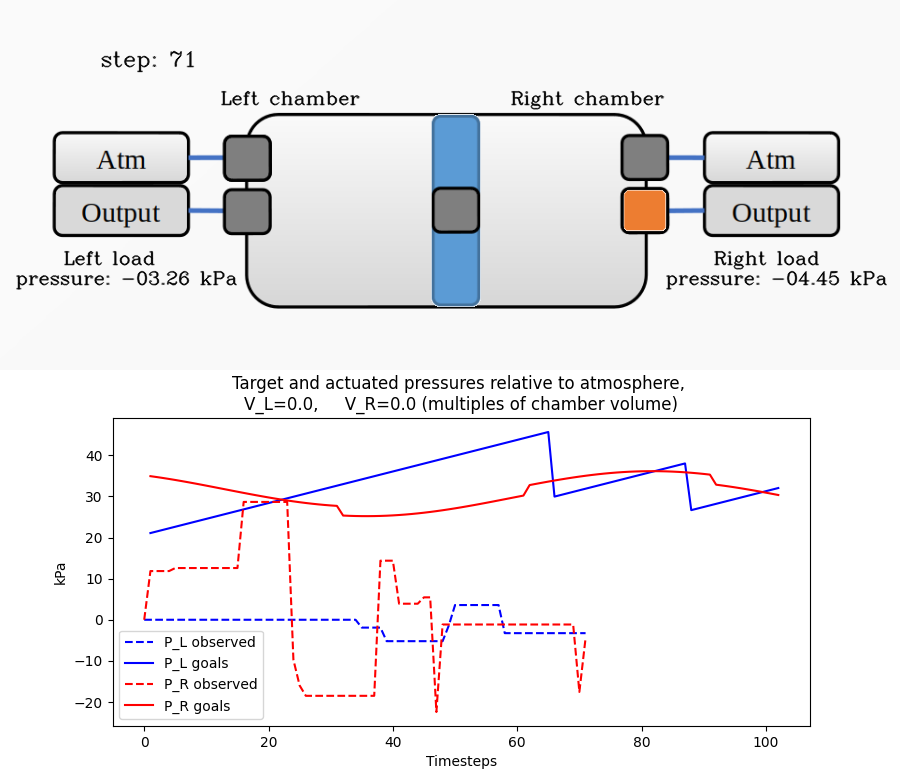 step: 71
Left chamber
Right chamber
Atm
Atm
Output
Output
Left load
pressure: -03.26 kPa
Right load
pressure: -04.45 kPa
Target and actuated pressures relative to atmosphere,
V_L=0.0, V_R=0.0 (multiples of chamber volume)
kPa
40
30
20
10
0
−10
−20
P_L observed
P_L goals
P_R observed
P_R goals
0 20 40 60 80 100
Timesteps